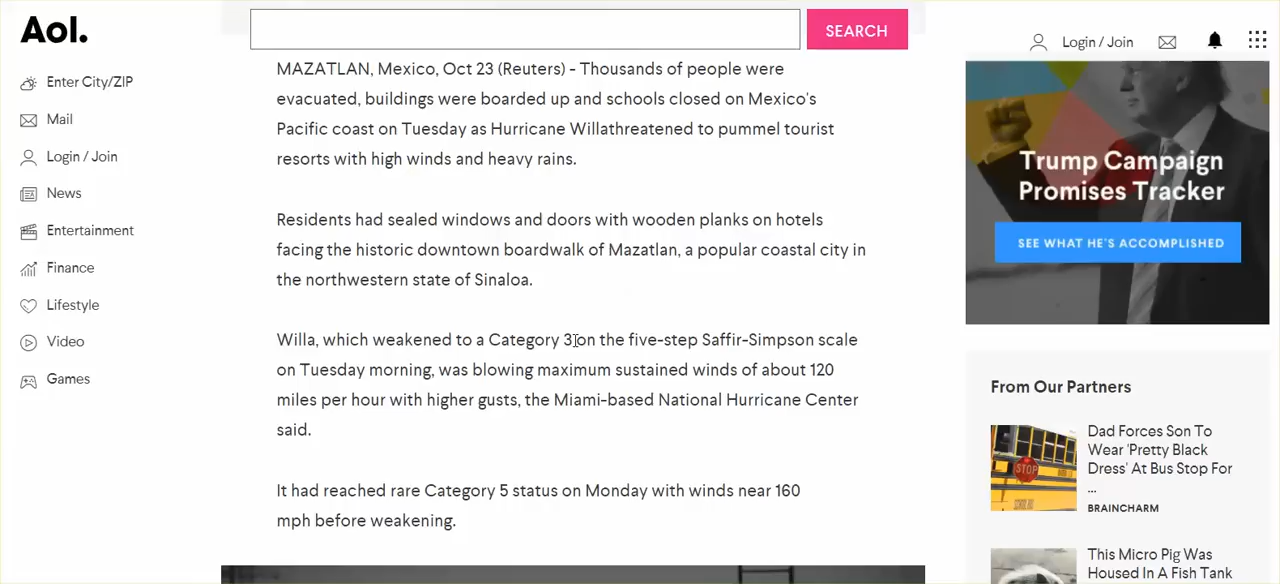 Aol.
SEARCH
Login / Join
Enter City/ZIP
Mail
Login / Join
News
Entertainment
Finance
Lifestyle
Video
Games
MAZATLAN, Mexico, Oct 23 (Reuters) - Thousands of people were
evacuated, buildings were boarded up and schools closed on Mexico's
Pacific coast on Tuesday as Hurricane Willathreatened to pummel tourist
resorts with high winds and heavy rains.
Residents had sealed windows and doors with wooden planks on hotels
facing the historic downtown boardwalk of Mazatlan, a popular coastal city in
the northwestern state of Sinaloa.
Willa, which weakened to a Category 3 on the five-step Saffir-Simpson scale
on Tuesday morning, was blowing maximum sustained winds of about 120
miles per hour with higher gusts, the Miami-based National Hurricane Center
said.
It had reached rare Category 5 status on Monday with winds near 160
mph before weakening.
Trump Campaign
Promises Tracker
SEE WHAT HE'S ACCOMPLISHED
From Our Partners
STOP
Dad Forces Son To
Wear 'Pretty Black
Dress' At Bus Stop For
...
BRAINCHARM
This Micro Pig Was
Housed In A Fish Tank